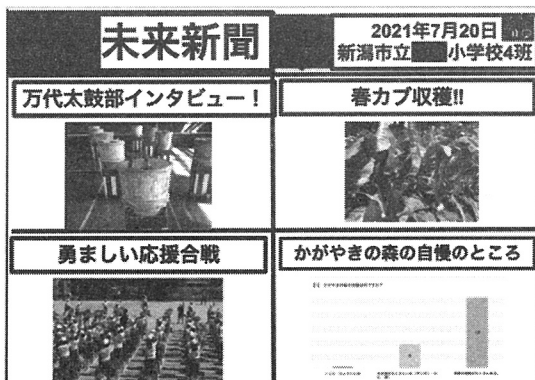 未来新聞
2021年7月20日
新潟市立 小学校4班
万代太鼓部インタビュー！
春カブ収穫!!
勇ましい応援合戦
かがやきの森の自慢のところ